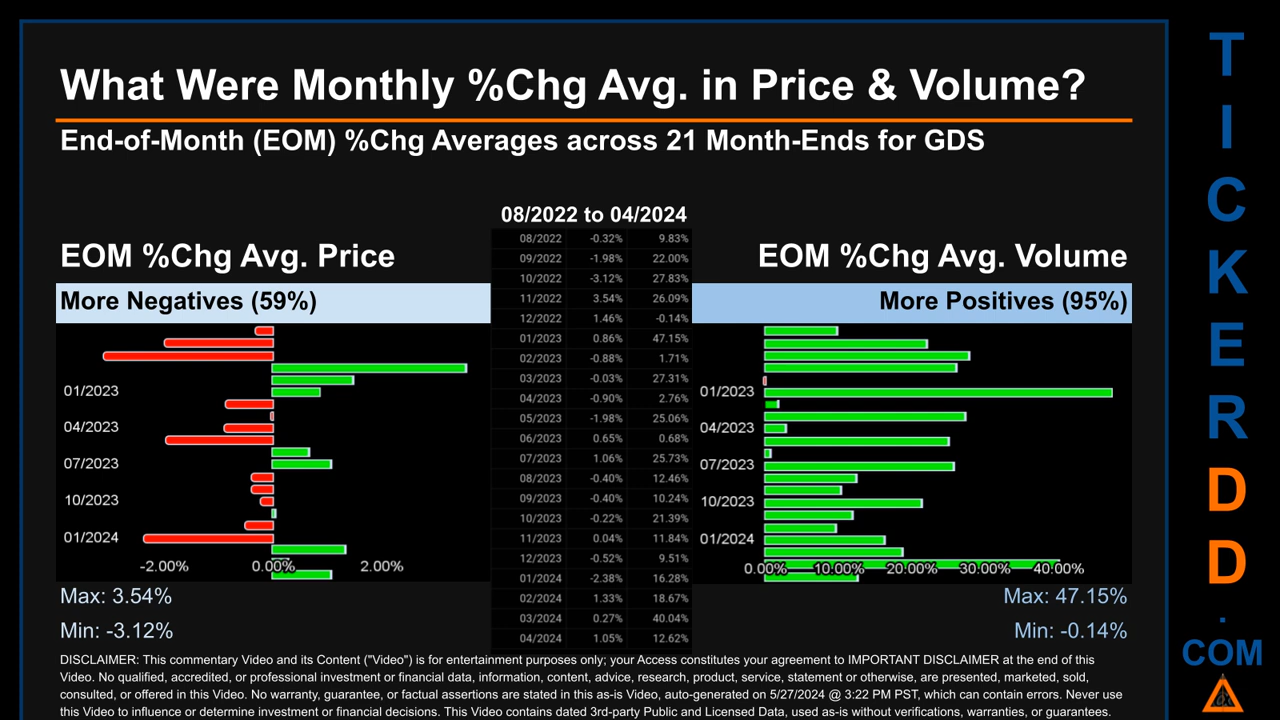 What Were Monthly %Chg Avg. in Price & Volume?
End-of-Month (EOM) %Chg Averages across 21 Month-Ends for GDS
08/2022 to 04/2024
EOM %Chg Avg. Price
EOM %Chg Avg. Volume
More Negatives (59%)
More Positives (95%)
08/2022 -0.32% 9.83%
09/2022 -1.98% 22.00%
10/2022 -3.12% 27.83%
11/2022 3.54% 26.09%
12/2022 1.46% -0.14%
01/2023 0.86% 47.15%
02/2023 -0.88% 1.71%
03/2023 -0.03% 27.31%
04/2023 -0.90% 2.76%
05/2023 -1.98% 25.06%
06/2023 0.65% 0.68%
07/2023 1.06% 25.73%
08/2023 -0.40% 12.46%
09/2023 -0.40% 10.24%
10/2023 -0.22% 21.39%
11/2023 0.04% 11.84%
12/2023 -0.52% 9.51%
01/2024 -2.38% 16.28%
02/2024 1.33% 18.67%
03/2024 0.27% 40.04%
04/2024 1.05% 12.62%
01/2023
04/2023
07/2023
10/2023
01/2024
-2.00% 0.00% 2.00%
01/2023
04/2023
07/2023
10/2023
01/2024
0.00% 10.00% 20.00% 30.00% 40.00%
Max: 3.54%
Min: -3.12%
Max: 47.15%
Min: -0.14%
DISCLAIMER: This commentary Video and its Content ("Video") is for entertainment purposes only; your Access constitutes your agreement to IMPORTANT DISCLAIMER at the end of this
Video. No qualified, accredited, or professional investment or financial data, information, content, advice, research, product, service, statement or otherwise, are presented, marketed, sold,
consulted, or offered in this Video. No warranty, guarantee, or factual assertions are stated in this as-is Video, auto-generated on 5/27/2024 @ 3:22 PM PST, which can contain errors. Never use
this Video to influence or determine investment or financial decisions. This Video contains dated 3rd-party Public and Licensed Data, used as-is without verifications, warranties, or guarantees.
T
I
C
K
E
R
D
D
.
COM